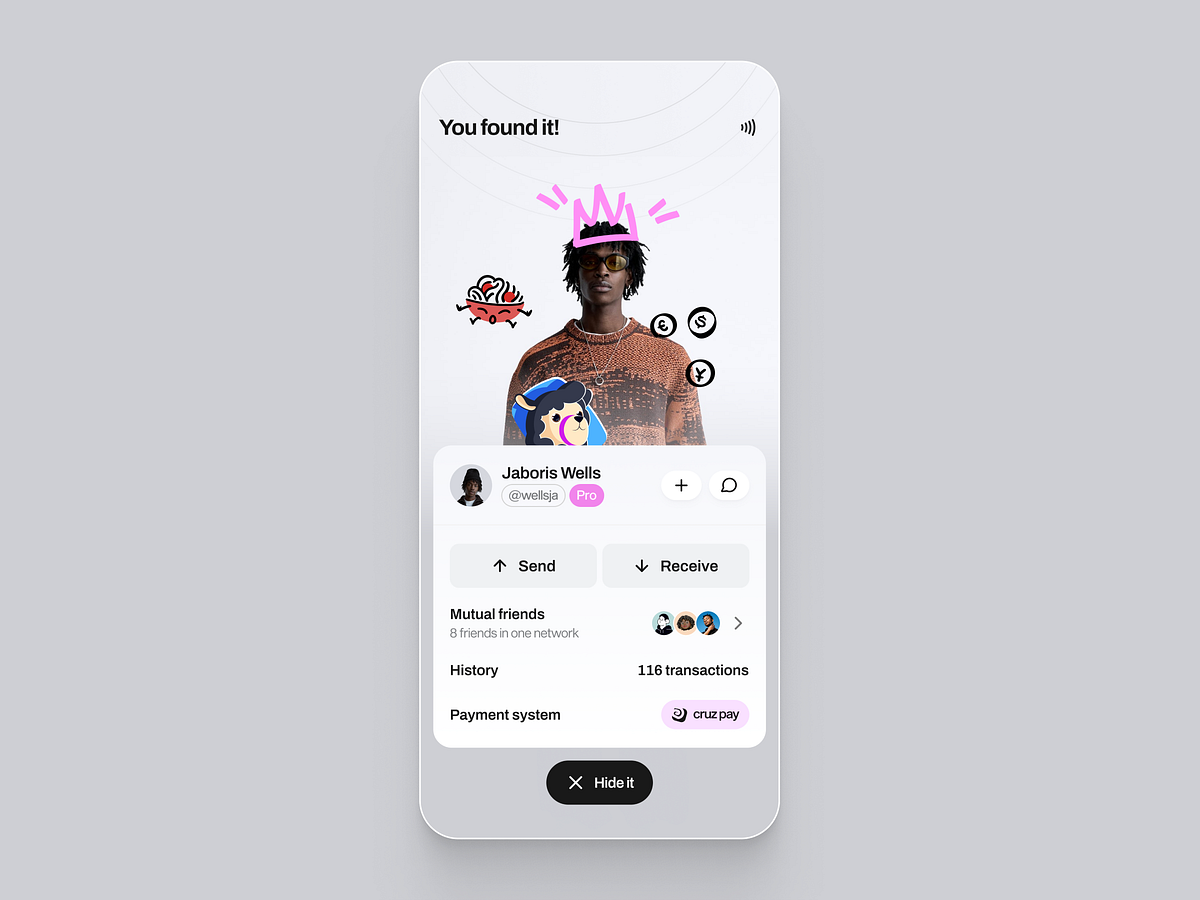 You found it!
£
$
¥
Jaboris Wells
@wellsja
Pro
Send
Receive
Mutual friends
8 friends in one network
History
116 transactions
Payment system
cruz pay
Hide it